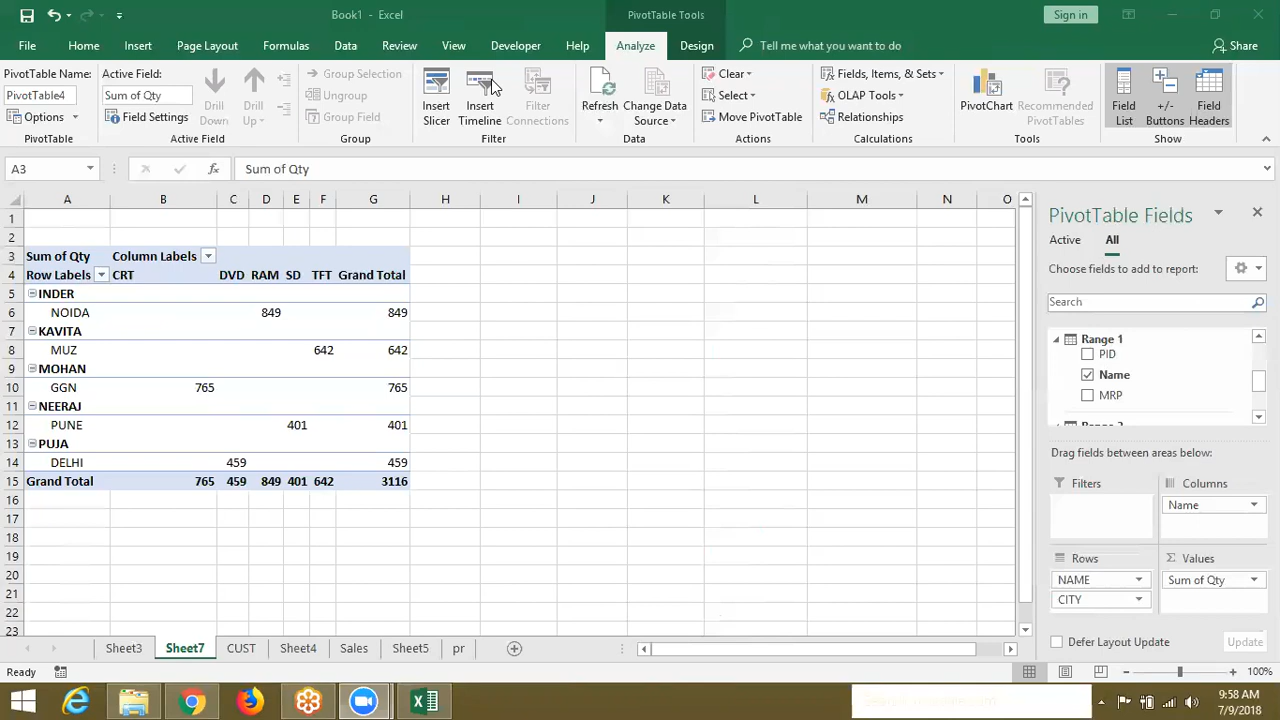 Book1 - Excel
PivotTable Tools
Sign in
File Home Insert Page Layout Formulas Data Review View Developer Help Analyze Design Tell me what you want to do Share
PivotTable Name: Active Field:
PivotTable4 Sum of Qty
Options Field Settings
Drill Down Drill Up
Group Selection
Ungroup
Group Field
Insert Slicer
Insert Timeline
Filter Connections
Refresh
Change Data Source
Clear
Select
Move PivotTable
Fields, Items, & Sets
OLAP Tools
Relationships
PivotChart
Recommended PivotTables
Field List
+/- Buttons
Field Headers
PivotTable Active Field Group Filter Data Actions Calculations Tools Show
A3 fx Sum of Qty
A B C D E F G H I J K L M N O
1
2
3 Sum of Qty Column Labels
4 Row Labels CRT DVD RAM SD TFT Grand Total
5 INDER
6 NOIDA 849 849
7 KAVITA
8 MUZ 642 642
9 MOHAN
10 GGN 765 765
11 NEERAJ
12 PUNE 401 401
13 PUJA
14 DELHI 459 459
15 Grand Total 765 459 849 401 642 3116
16
17
18
19
20
21
22
23
PivotTable Fields
Active All
Choose fields to add to report:
Search
Range 1
PID
Name
MRP
Drag fields between areas below:
Filters Columns
Name
Rows Σ Values
NAME Sum of Qty
CITY
Defer Layout Update Update
Sheet3 Sheet7 CUST Sheet4 Sales Sheet5 pr
Ready 100%
9:58 AM
7/9/2018